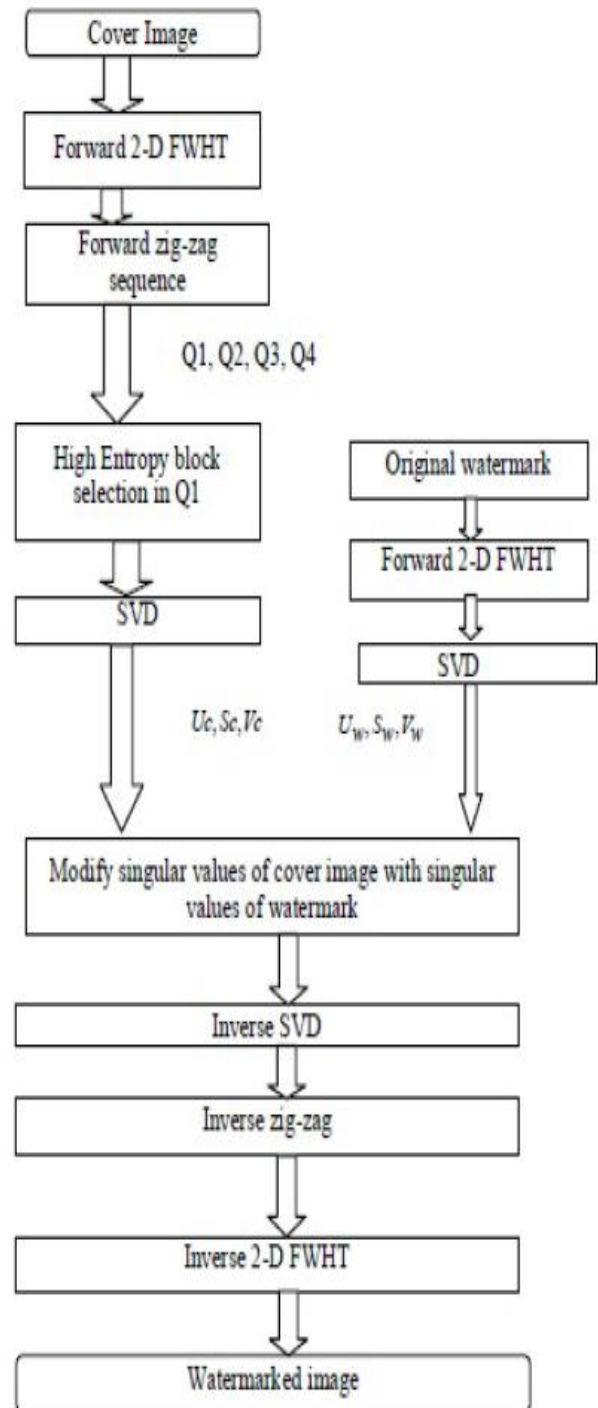 Cover Image
Forward 2-D FWHT
Forward zig-zag
sequence
Q1, Q2, Q3, Q4
High Entropy block
selection in Q1
SVD
Uc, Sc, Vc
Original watermark
Forward 2-D FWHT
SVD
U_w, S_w, V_w
Modify singular values of cover image with singular
values of watermark
Inverse SVD
Inverse zig-zag
Inverse 2-D FWHT
Watermarked image